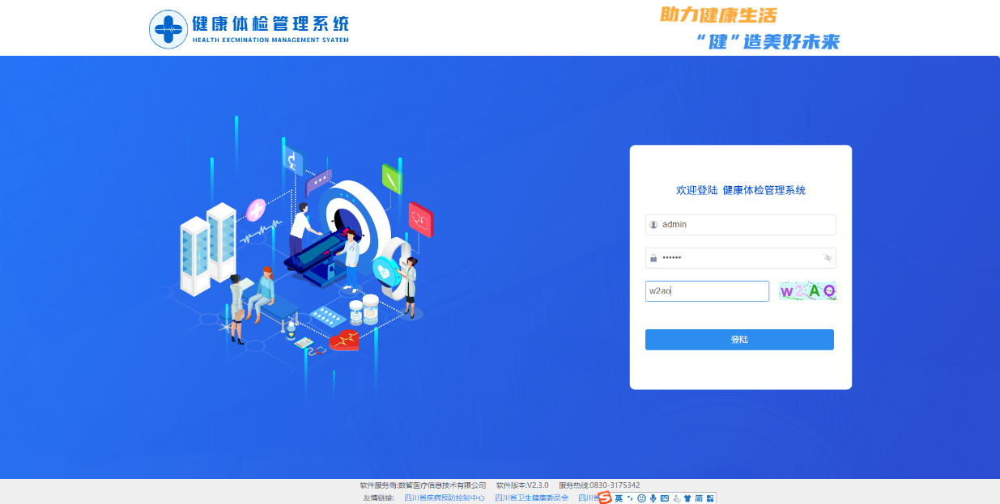 健康体检管理系统
HEALTH EXCMINATION MANAGEMENT SYATEM
助力健康生活
“健”造美好未来
欢迎登陆 健康体检管理系统
admin
••••••
w2ao
w2AO
登陆
软件服务商:数智医疗信息技术有限公司 软件版本:V2.3.0 服务热线:0830-3175342
友情链接: 四川省疾病预防控制中心 四川省卫生健康委员会 四川省
英 简